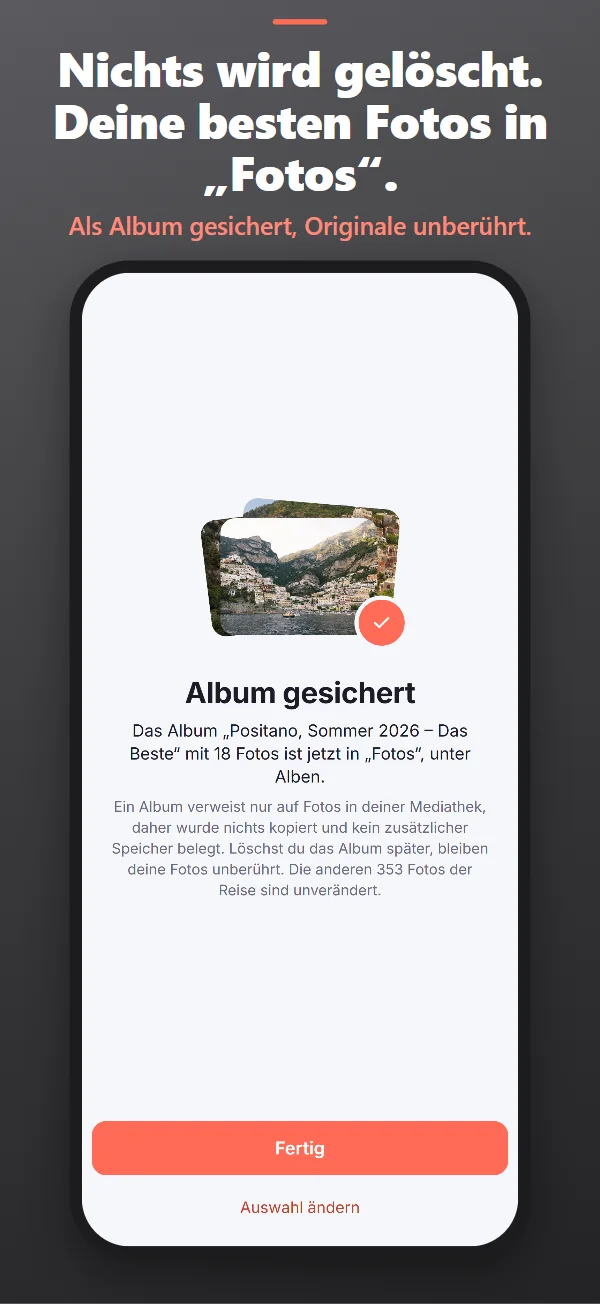 Nichts wird gelöscht.
Deine besten Fotos in
„Fotos“.
Als Album gesichert, Originale unberührt.
Album gesichert
Das Album „Positano, Sommer 2026 – Das
Beste“ mit 18 Fotos ist jetzt in „Fotos“, unter
Alben.
Ein Album verweist nur auf Fotos in deiner Mediathek,
daher wurde nichts kopiert und kein zusätzlicher
Speicher belegt. Löschst du das Album später, bleiben
deine Fotos unberührt. Die anderen 353 Fotos der
Reise sind unverändert.
Fertig
Auswahl ändern